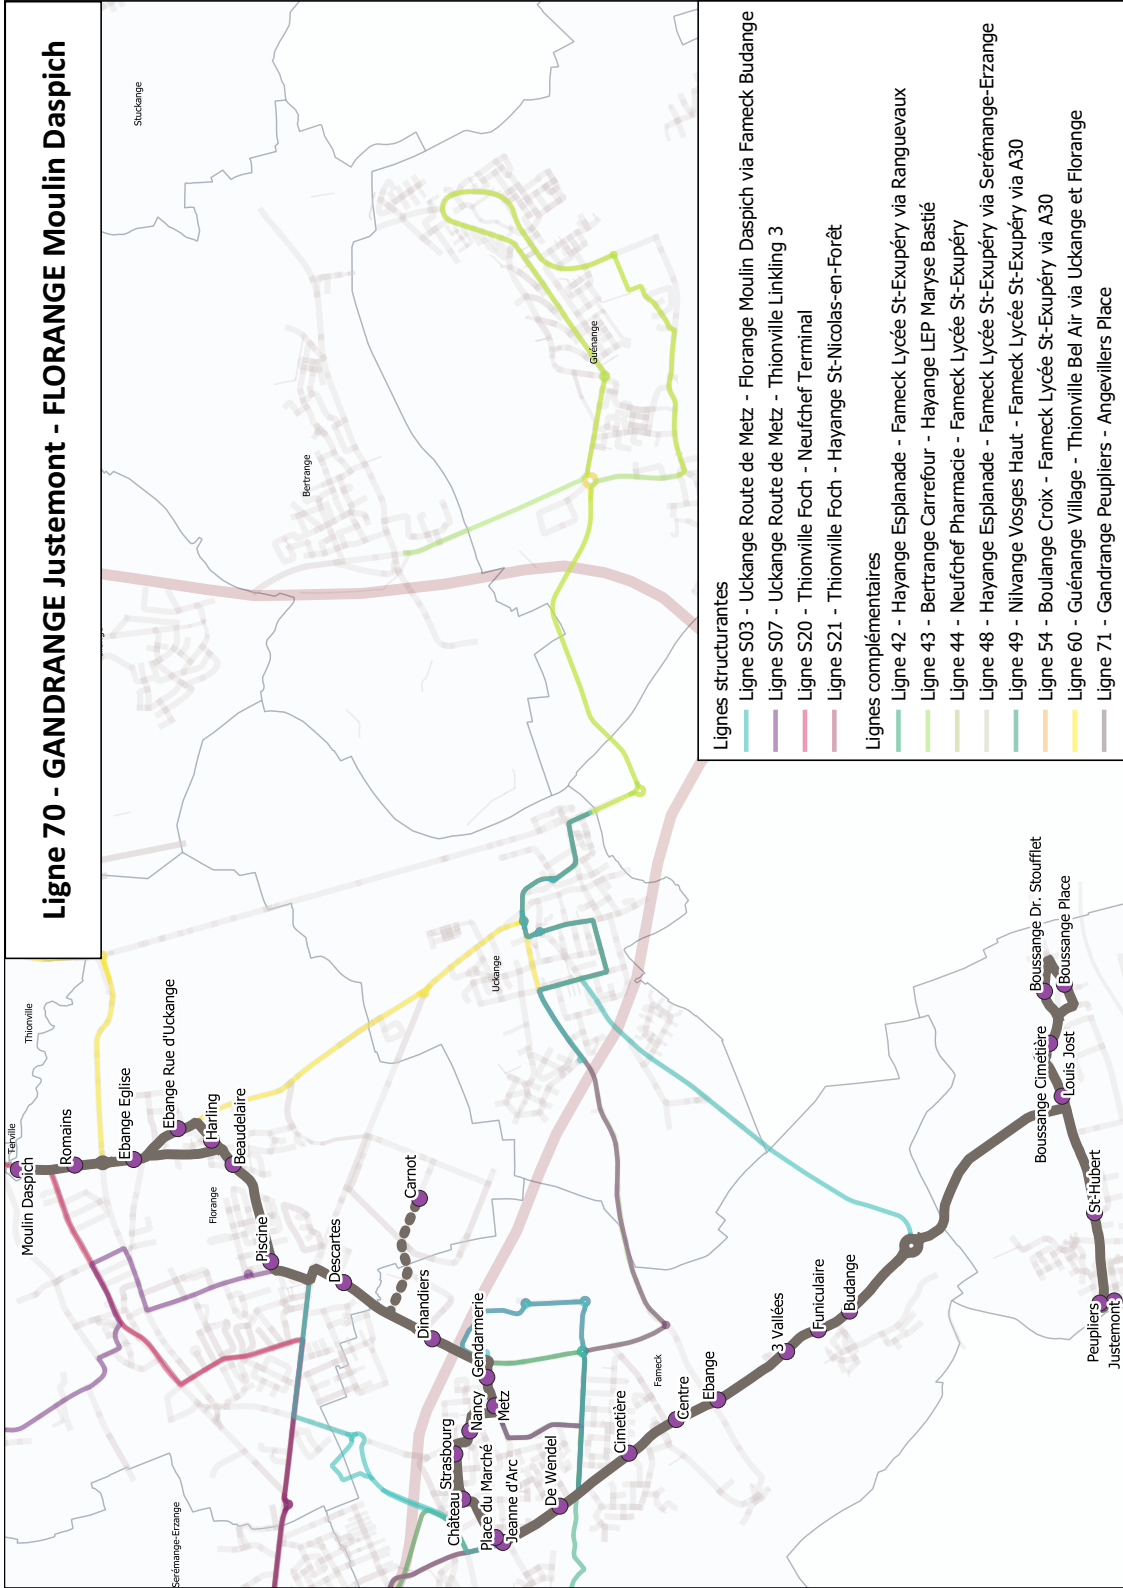 Ligne 70 - GANDRANGE Justemont - FLORANGE Moulin Daspich
Stuckange
Guénange
Bertrange
Thionville
Terville
Moulin Daspich
Romains
Ebange Eglise
Ebange Rue d'Uckange
Harling
Beaudelaire
Florange
Piscine
Descartes
Carnot
Dinandiers
Gendarmerie
Nancy
Metz
Strasbourg
Château
Place du Marché
Jeanne d'Arc
De Wendel
Cimetière
Centre
Fameck
Ebange
3 Vallées
Funiculaire
Budange
Uckange
Serémange-Erzange
Boussange Dr. Stoufflet
Boussange Place
Boussange Cimetière
Louis Jost
St-Hubert
Peupliers
Justemont
Lignes structurantes
Ligne S03 - Uckange Route de Metz - Florange Moulin Daspich via Fameck Budange
Ligne S07 - Uckange Route de Metz - Thionville Linkling 3
Ligne S20 - Thionville Foch - Neufchef Terminal
Ligne S21 - Thionville Foch - Hayange St-Nicolas-en-Forêt
Lignes complémentaires
Ligne 42 - Hayange Esplanade - Fameck Lycée St-Exupéry via Ranguevaux
Ligne 43 - Bertrange Carrefour - Hayange LEP Maryse Bastié
Ligne 44 - Neufchef Pharmacie - Fameck Lycée St-Exupéry
Ligne 48 - Hayange Esplanade - Fameck Lycée St-Exupéry via Serémange-Erzange
Ligne 49 - Nilvange Vosges Haut - Fameck Lycée St-Exupéry via A30
Ligne 54 - Boulange Croix - Fameck Lycée St-Exupéry via A30
Ligne 60 - Guénange Village - Thionville Bel Air via Uckange et Florange
Ligne 71 - Gandrange Peupliers - Angevillers Place